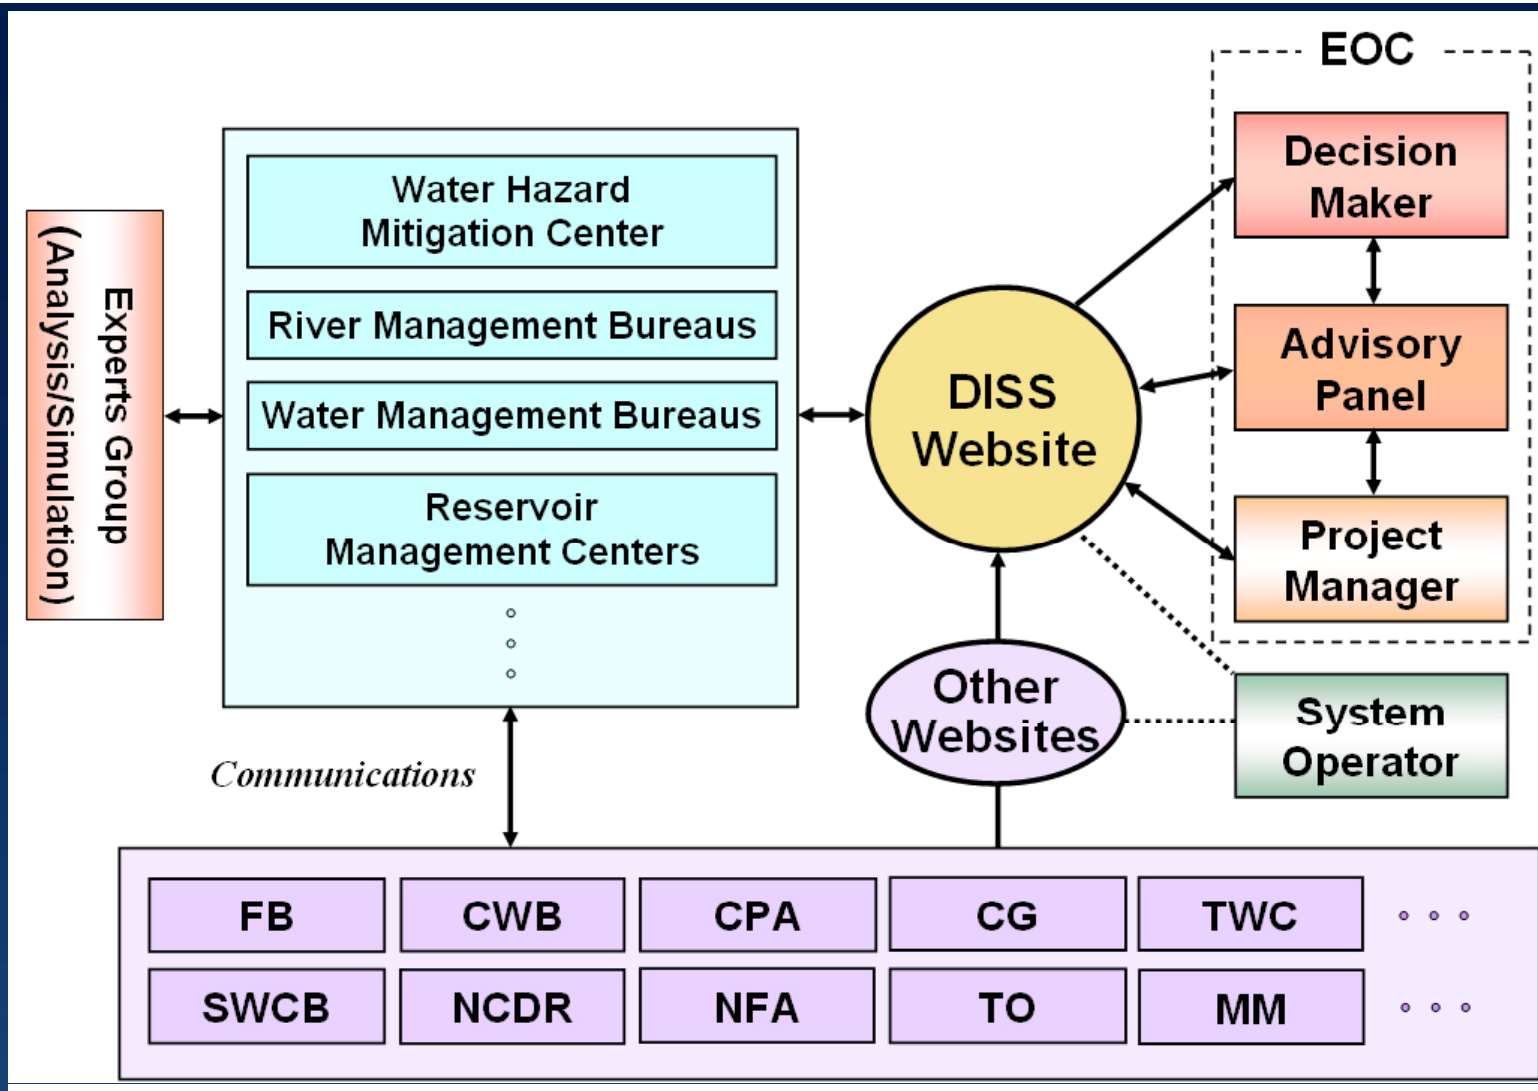 EOC
Decision
Maker
Advisory
Panel
Project
Manager
System
Operator
DISS
Website
Other
Websites
Water Hazard
Mitigation Center
River Management Bureaus
Water Management Bureaus
Reservoir
Management Centers
Experts Group
(Analysis/Simulation)
Communications
FB
CWB
CPA
CG
TWC
SWCB
NCDR
NFA
TO
MM